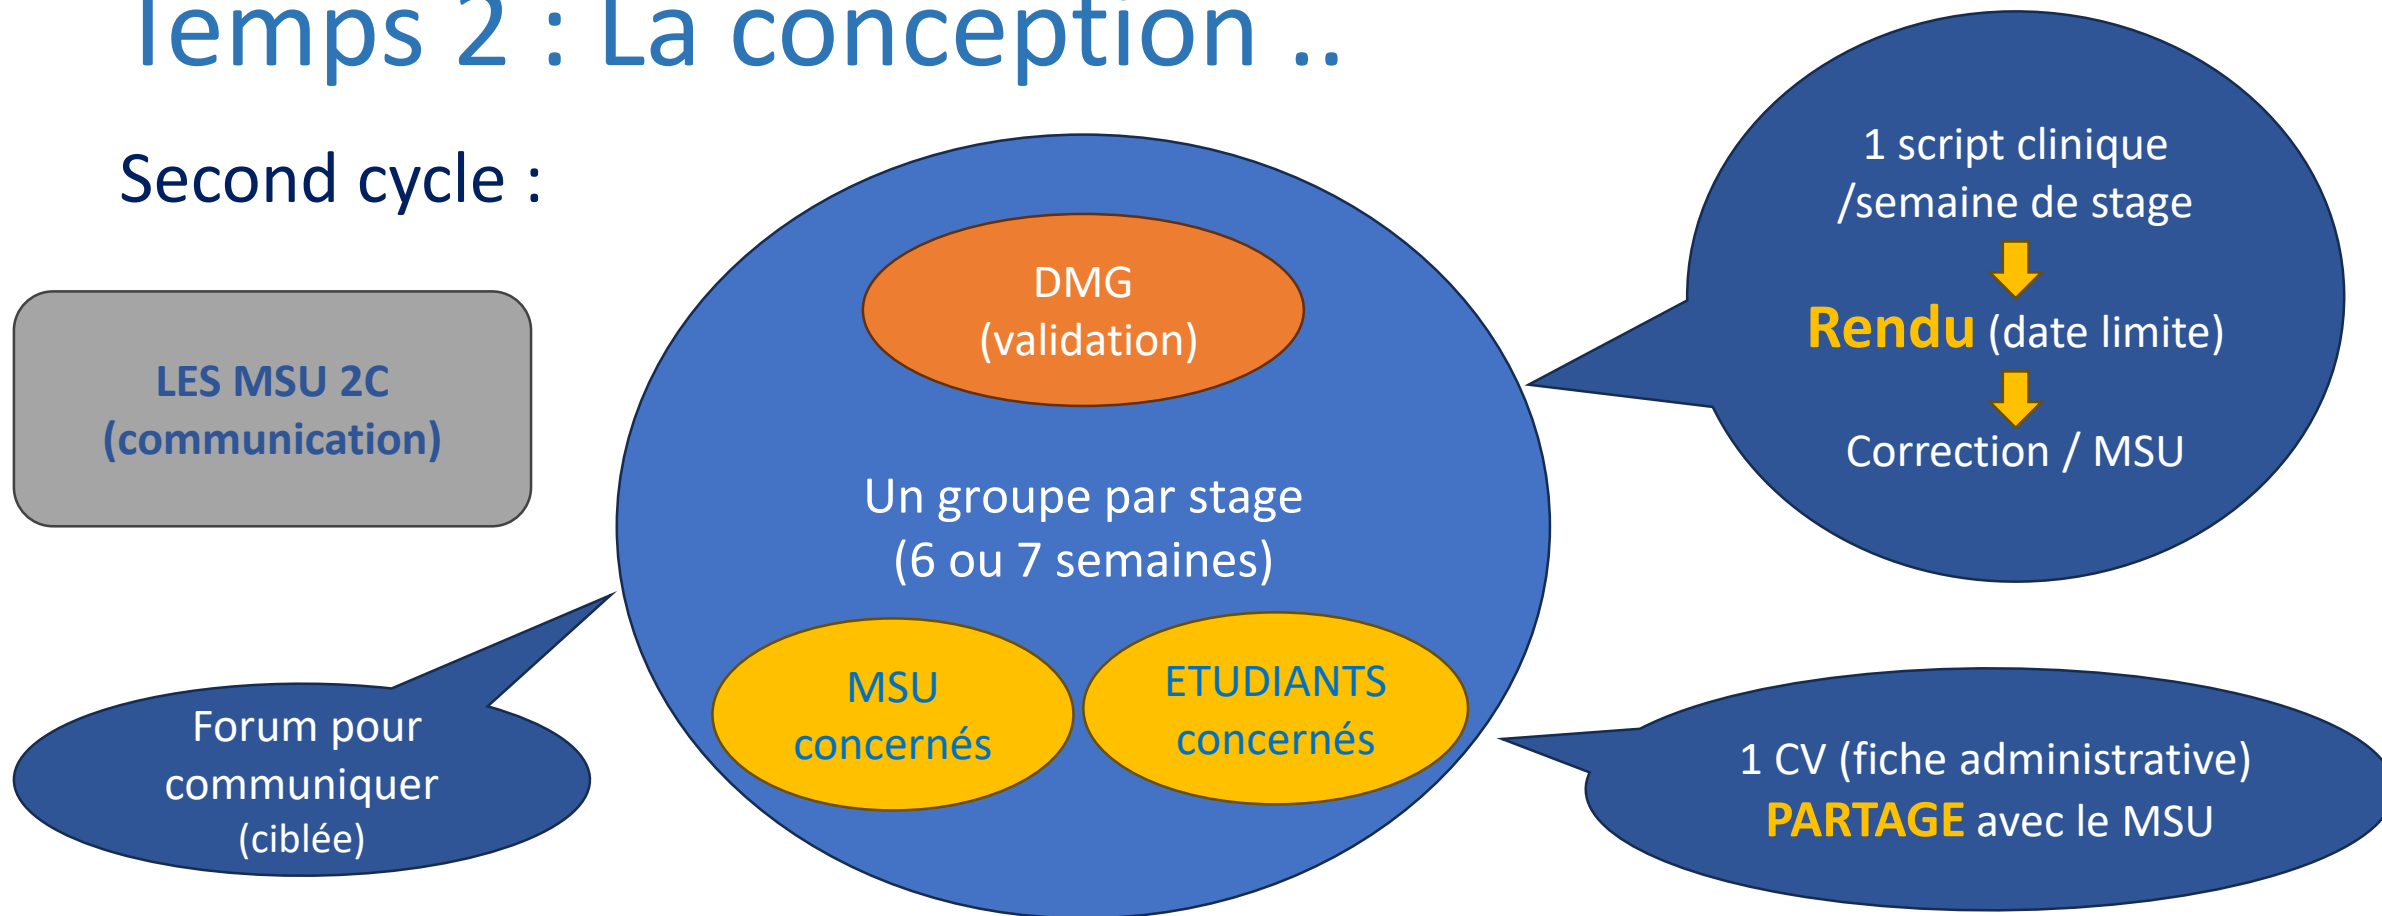 Temps 2 : La conception ..
Second cycle :
LES MSU 2C
(communication)
DMG
(validation)
Un groupe par stage
(6 ou 7 semaines)
MSU
concernés
ETUDIANTS
concernés
Forum pour
communiquer
(ciblée)
1 script clinique
/semaine de stage
Rendu (date limite)
Correction / MSU
1 CV (fiche administrative)
PARTAGE avec le MSU